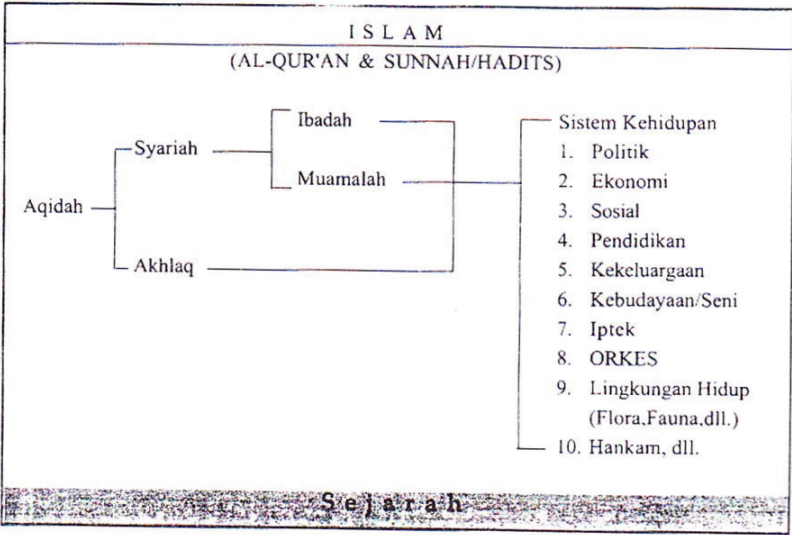 I S L A M
(AL-QUR'AN & SUNNAH/HADITS)
Aqidah
Syariah
Akhlaq
Ibadah
Muamalah
Sistem Kehidupan
1. Politik
2. Ekonomi
3. Sosial
4. Pendidikan
5. Kekeluargaan
6. Kebudayaan/Seni
7. Iptek
8. ORKES
9. Lingkungan Hidup
(Flora,Fauna,dll.)
10. Hankam, dll.
Sejarah